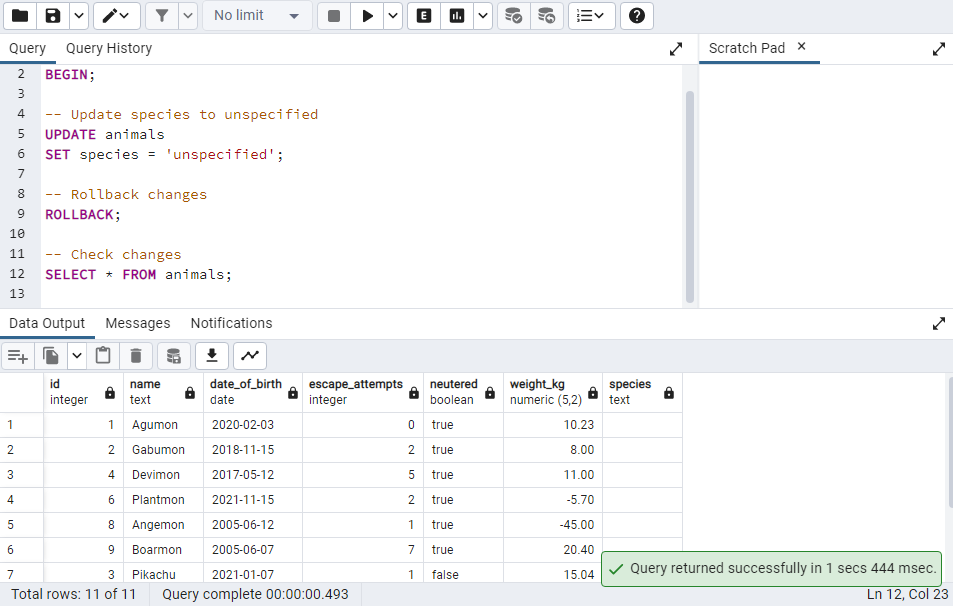 No limit
E
Query Query History Scratch Pad
2 BEGIN;
3
4 -- Update species to unspecified
5 UPDATE animals
6 SET species = 'unspecified';
7
8 -- Rollback changes
9 ROLLBACK;
10
11 -- Check changes
12 SELECT * FROM animals;
13
Data Output Messages Notifications
id name date_of_birth escape_attempts neutered weight_kg species
integer text date integer boolean numeric (5,2) text
1 1 Agumon 2020-02-03 0 true 10.23
2 2 Gabumon 2018-11-15 2 true 8.00
3 4 Devimon 2017-05-12 5 true 11.00
4 6 Plantmon 2021-11-15 2 true -5.70
5 8 Angemon 2005-06-12 1 true -45.00
6 9 Boarmon 2005-06-07 7 true 20.40
7 3 Pikachu 2021-01-07 1 false 15.04
Query returned successfully in 1 secs 444 msec.
Total rows: 11 of 11 Query complete 00:00:00.493 Ln 12, Col 23